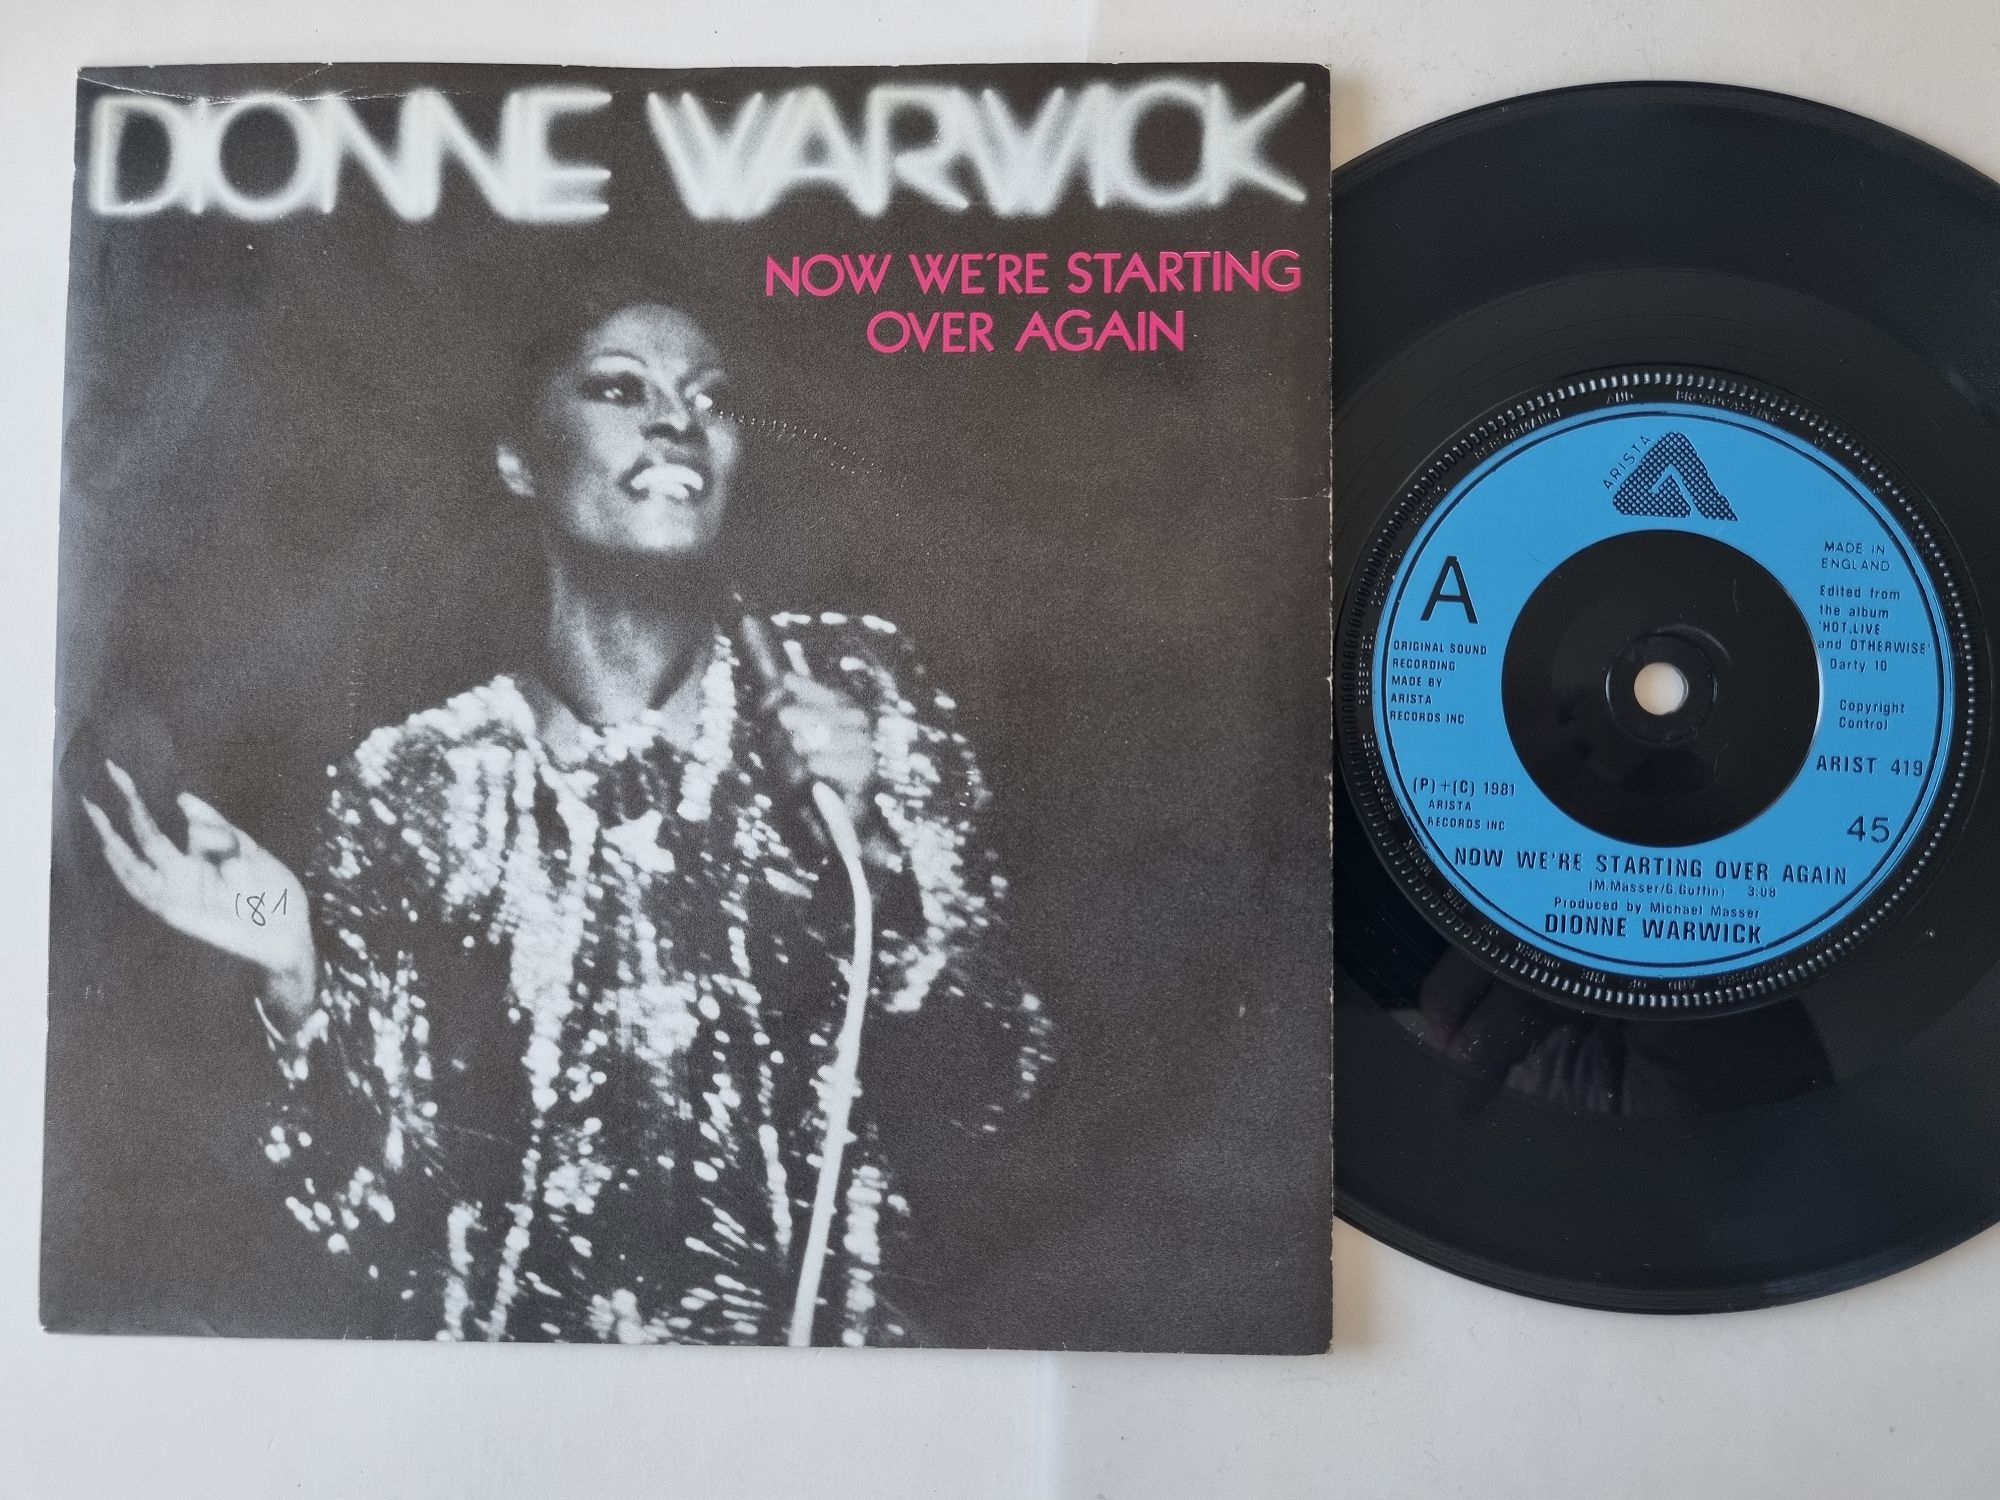 DIONNE WARWICK
NOW WE'RE STARTING
OVER AGAIN
'81
ARISTA
A
MADE IN
ENGLAND
Edited from
the album
'HOT, LIVE
and OTHERWISE'
Darty 10
Copyright
Control
ORIGINAL SOUND
RECORDING
MADE BY
ARISTA
RECORDS INC
ARIST 419
(P)+(C) 1981
ARISTA
RECORDS INC
45
NOW WE'RE STARTING OVER AGAIN
(M.Masser/G.Goffin) 3:08
Produced by Michael Masser
DIONNE WARWICK